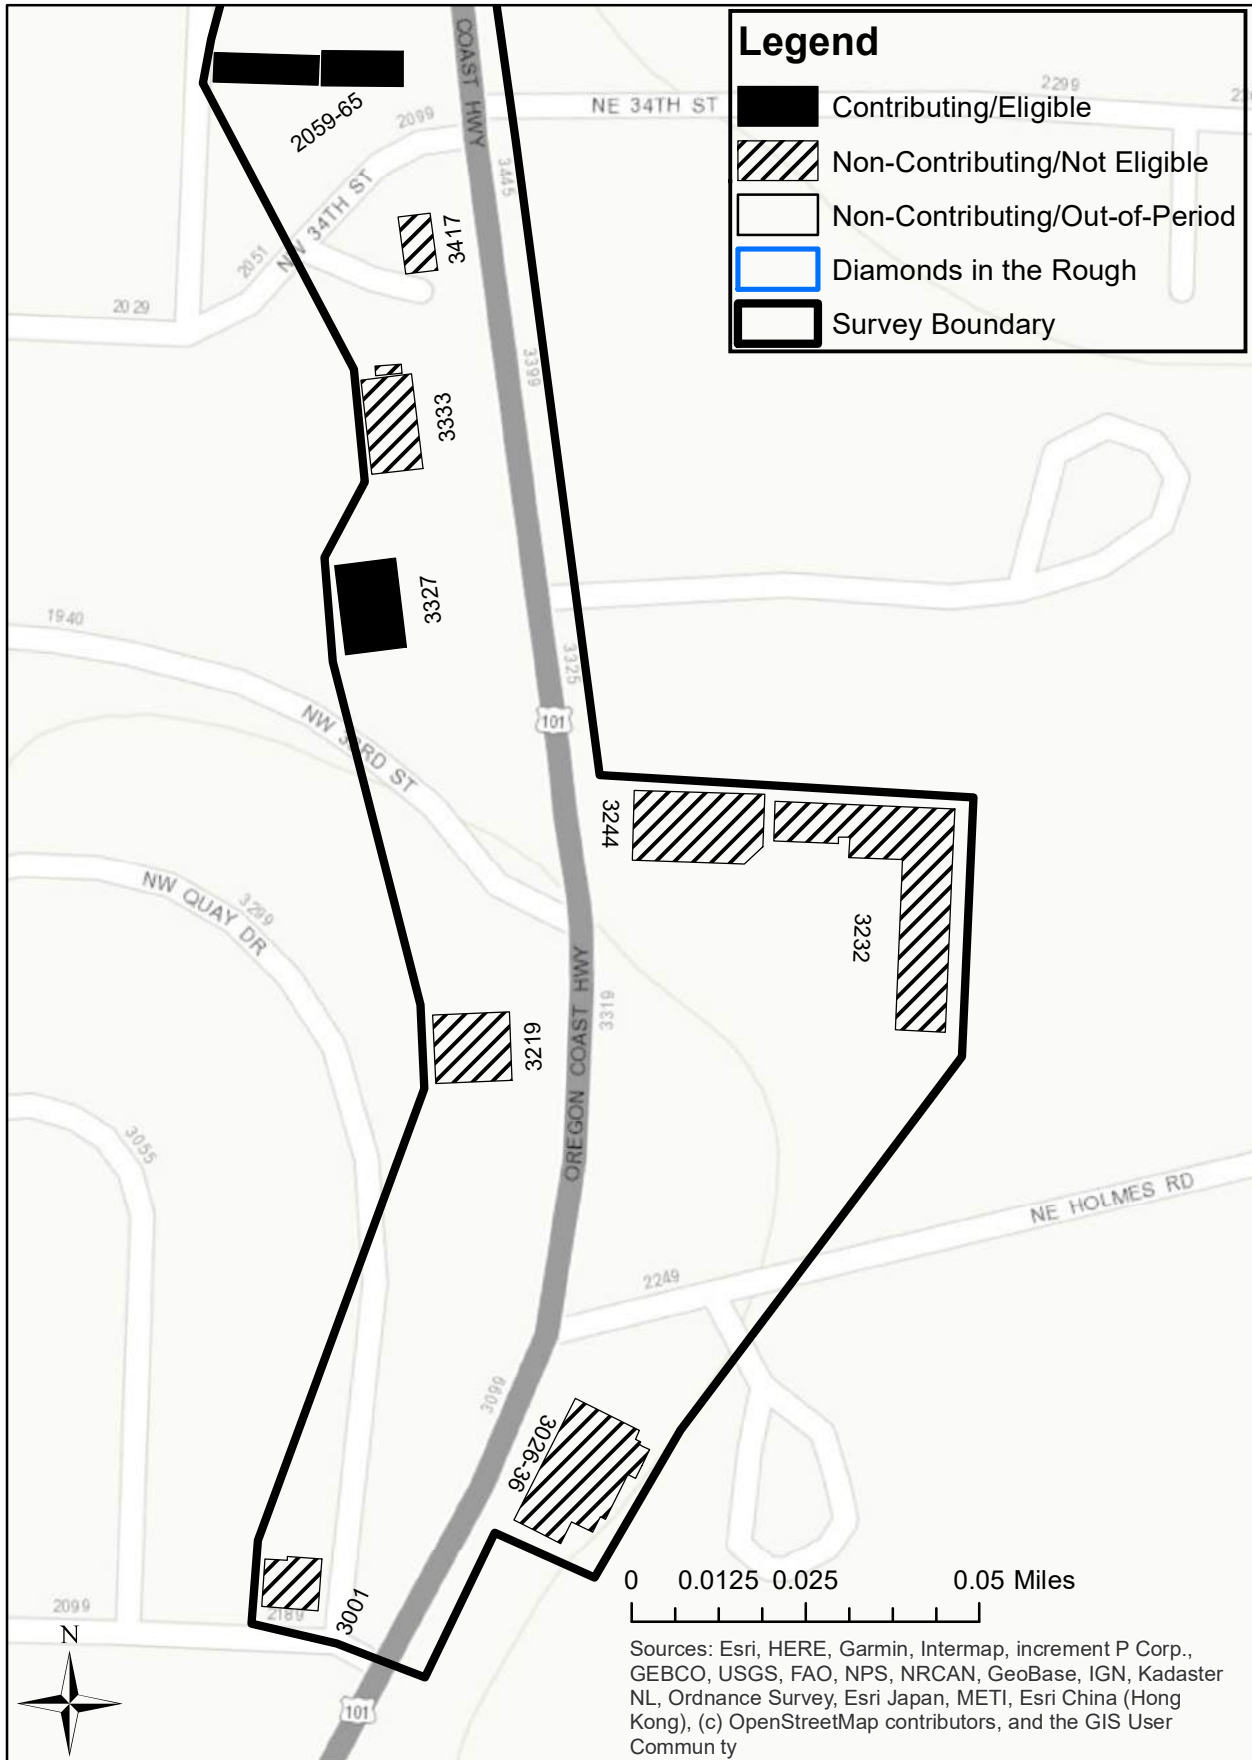 COAST HWY
Legend
Contributing/Eligible
Non-Contributing/Not Eligible
Non-Contributing/Out-of-Period
Diamonds in the Rough
Survey Boundary
2299
NE 34TH ST
2059-65
2099
3445
NW 34TH ST
2051
3417
2029
3399
3333
3327
1940
3325
NW 33RD ST
101
3244
NW QUAY DR
3299
3232
OREGON COAST HWY
3319
3219
3055
NE HOLMES RD
2249
3099
3026-36
3001
2189
2099
N
101
0 0.0125 0.025 0.05 Miles
Sources: Esri, HERE, Garmin, Intermap, increment P Corp.,
GEBCO, USGS, FAO, NPS, NRCAN, GeoBase, IGN, Kadaster
NL, Ordnance Survey, Esri Japan, METI, Esri China (Hong
Kong), (c) OpenStreetMap contributors, and the GIS User
Commun ty